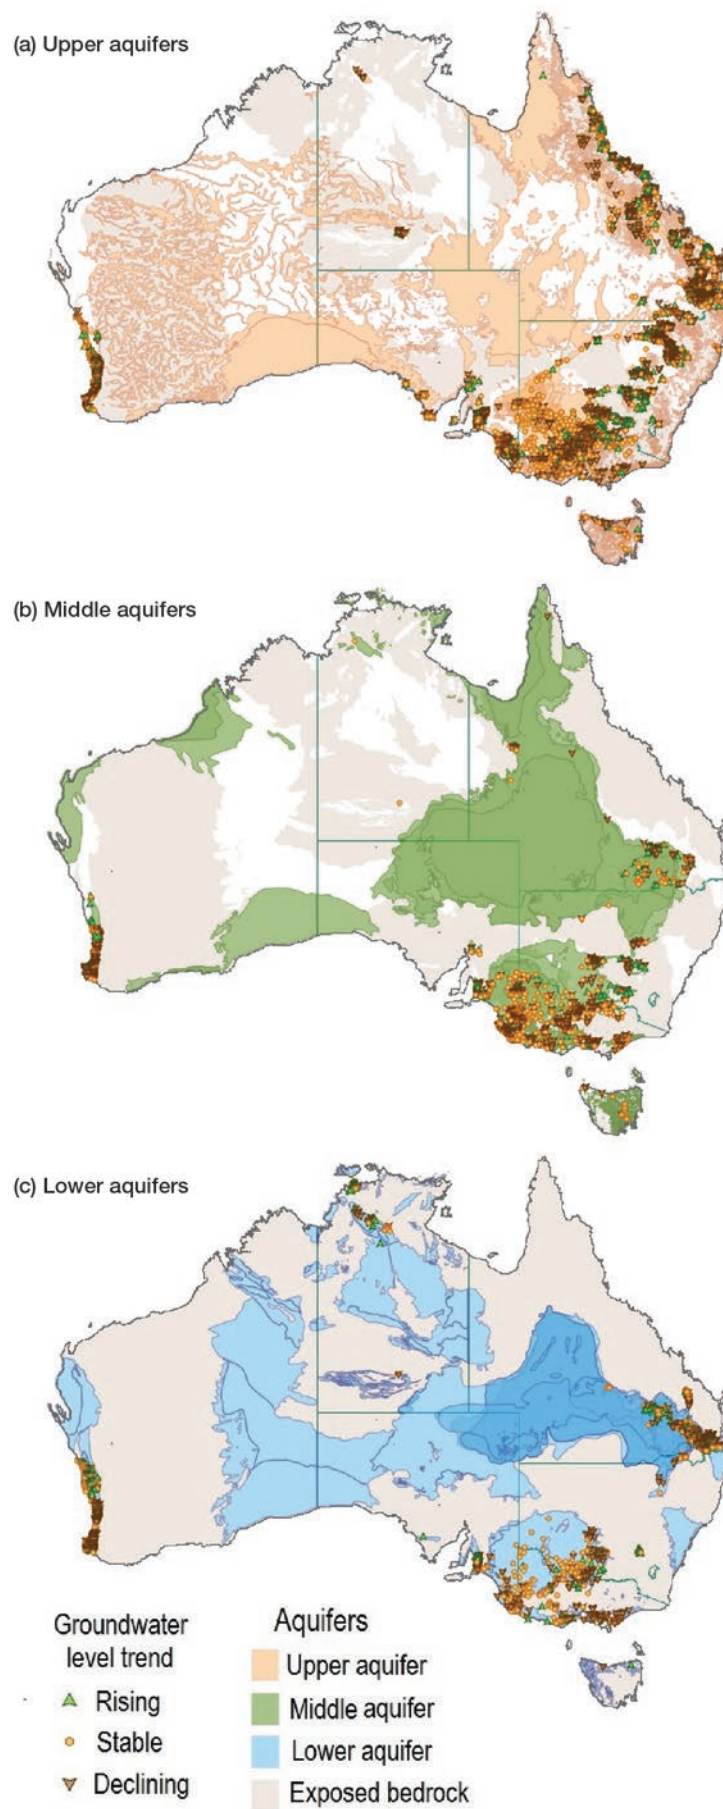 (a) Upper aquifers
(b) Middle aquifers
(c) Lower aquifers
Groundwater
level trend
Rising
Stable
Declining
Aquifers
Upper aquifer
Middle aquifer
Lower aquifer
Exposed bedrock